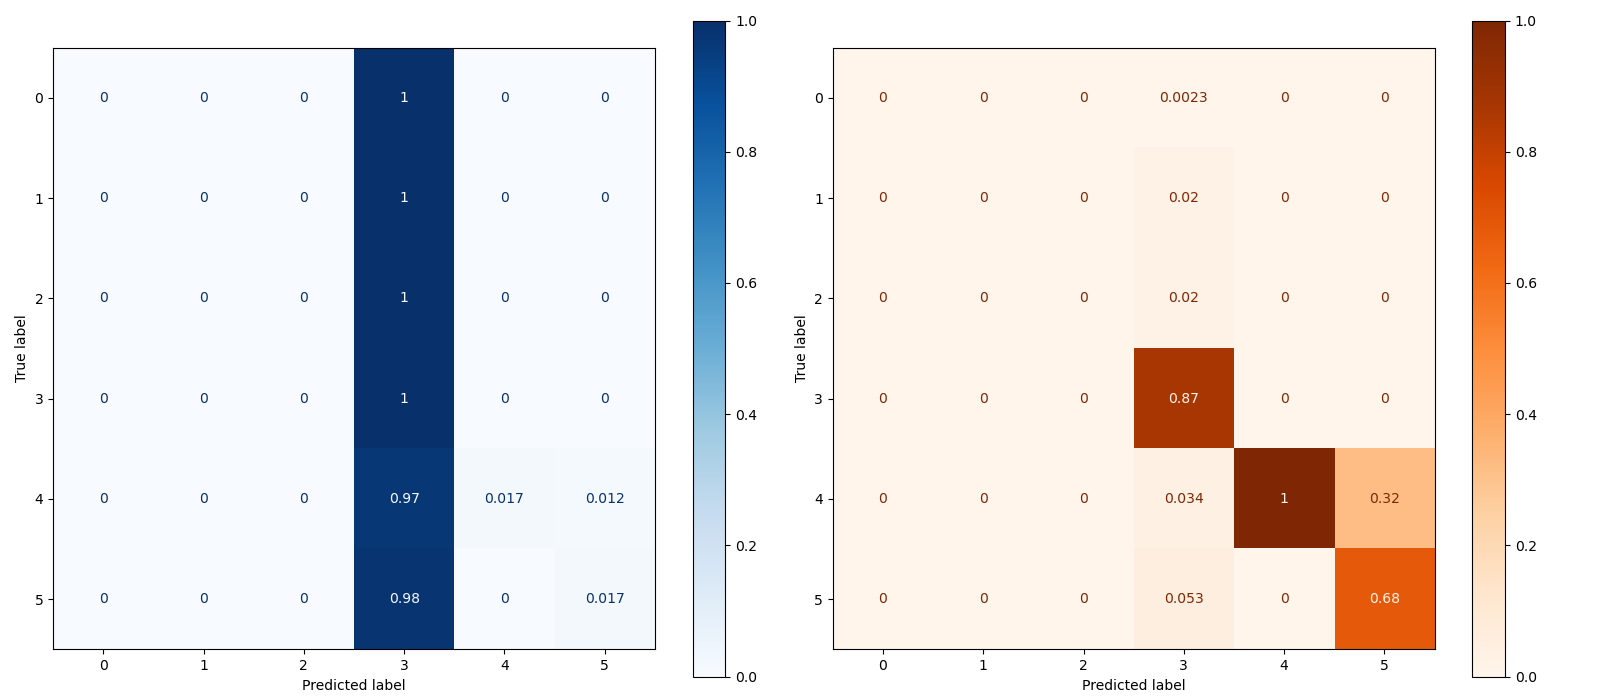 1.0
0 0 0 0 1 0 0
1 0 0 0 1 0 0
2 0 0 0 1 0 0
3 0 0 0 1 0 0
4 0 0 0 0.97 0.017 0.012
5 0 0 0 0.98 0 0.017
0 1 2 3 4 5
True label
Predicted label
0.8
0.6
0.4
0.2
0.0
1.0
0 0 0 0 0.0023 0 0
1 0 0 0 0.02 0 0
2 0 0 0 0.02 0 0
3 0 0 0 0.87 0 0
4 0 0 0 0.034 1 0.32
5 0 0 0 0.053 0 0.68
0 1 2 3 4 5
True label
Predicted label
0.8
0.6
0.4
0.2
0.0